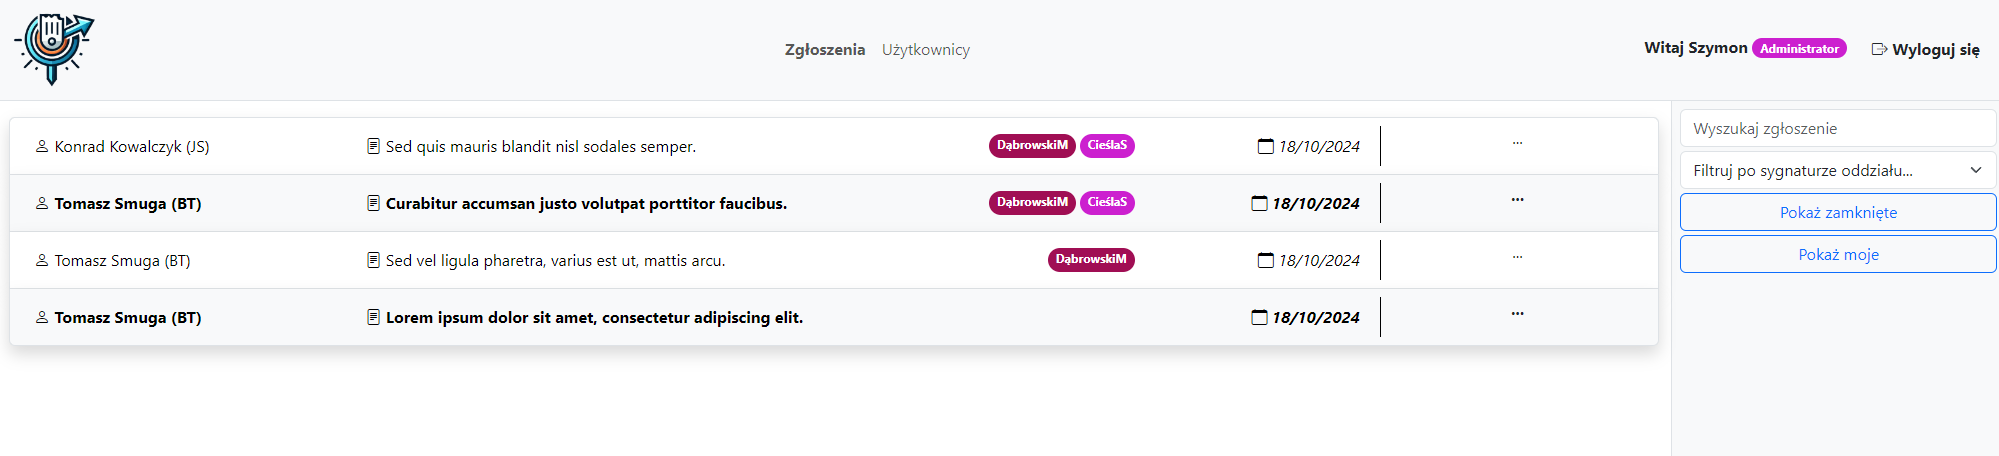 Zgłoszenia Użytkownicy Witaj Szymon Administrator Wyloguj się
Konrad Kowalczyk (JS) Sed quis mauris blandit nisl sodales semper. DąbrowskiM CieślaS 18/10/2024 ...
Tomasz Smuga (BT) Curabitur accumsan justo volutpat porttitor faucibus. DąbrowskiM CieślaS 18/10/2024 ...
Tomasz Smuga (BT) Sed vel ligula pharetra, varius est ut, mattis arcu. DąbrowskiM 18/10/2024 ...
Tomasz Smuga (BT) Lorem ipsum dolor sit amet, consectetur adipiscing elit. 18/10/2024 ...
Wyszukaj zgłoszenie
Filtruj po sygnaturze oddziału...
Pokaż zamknięte
Pokaż moje